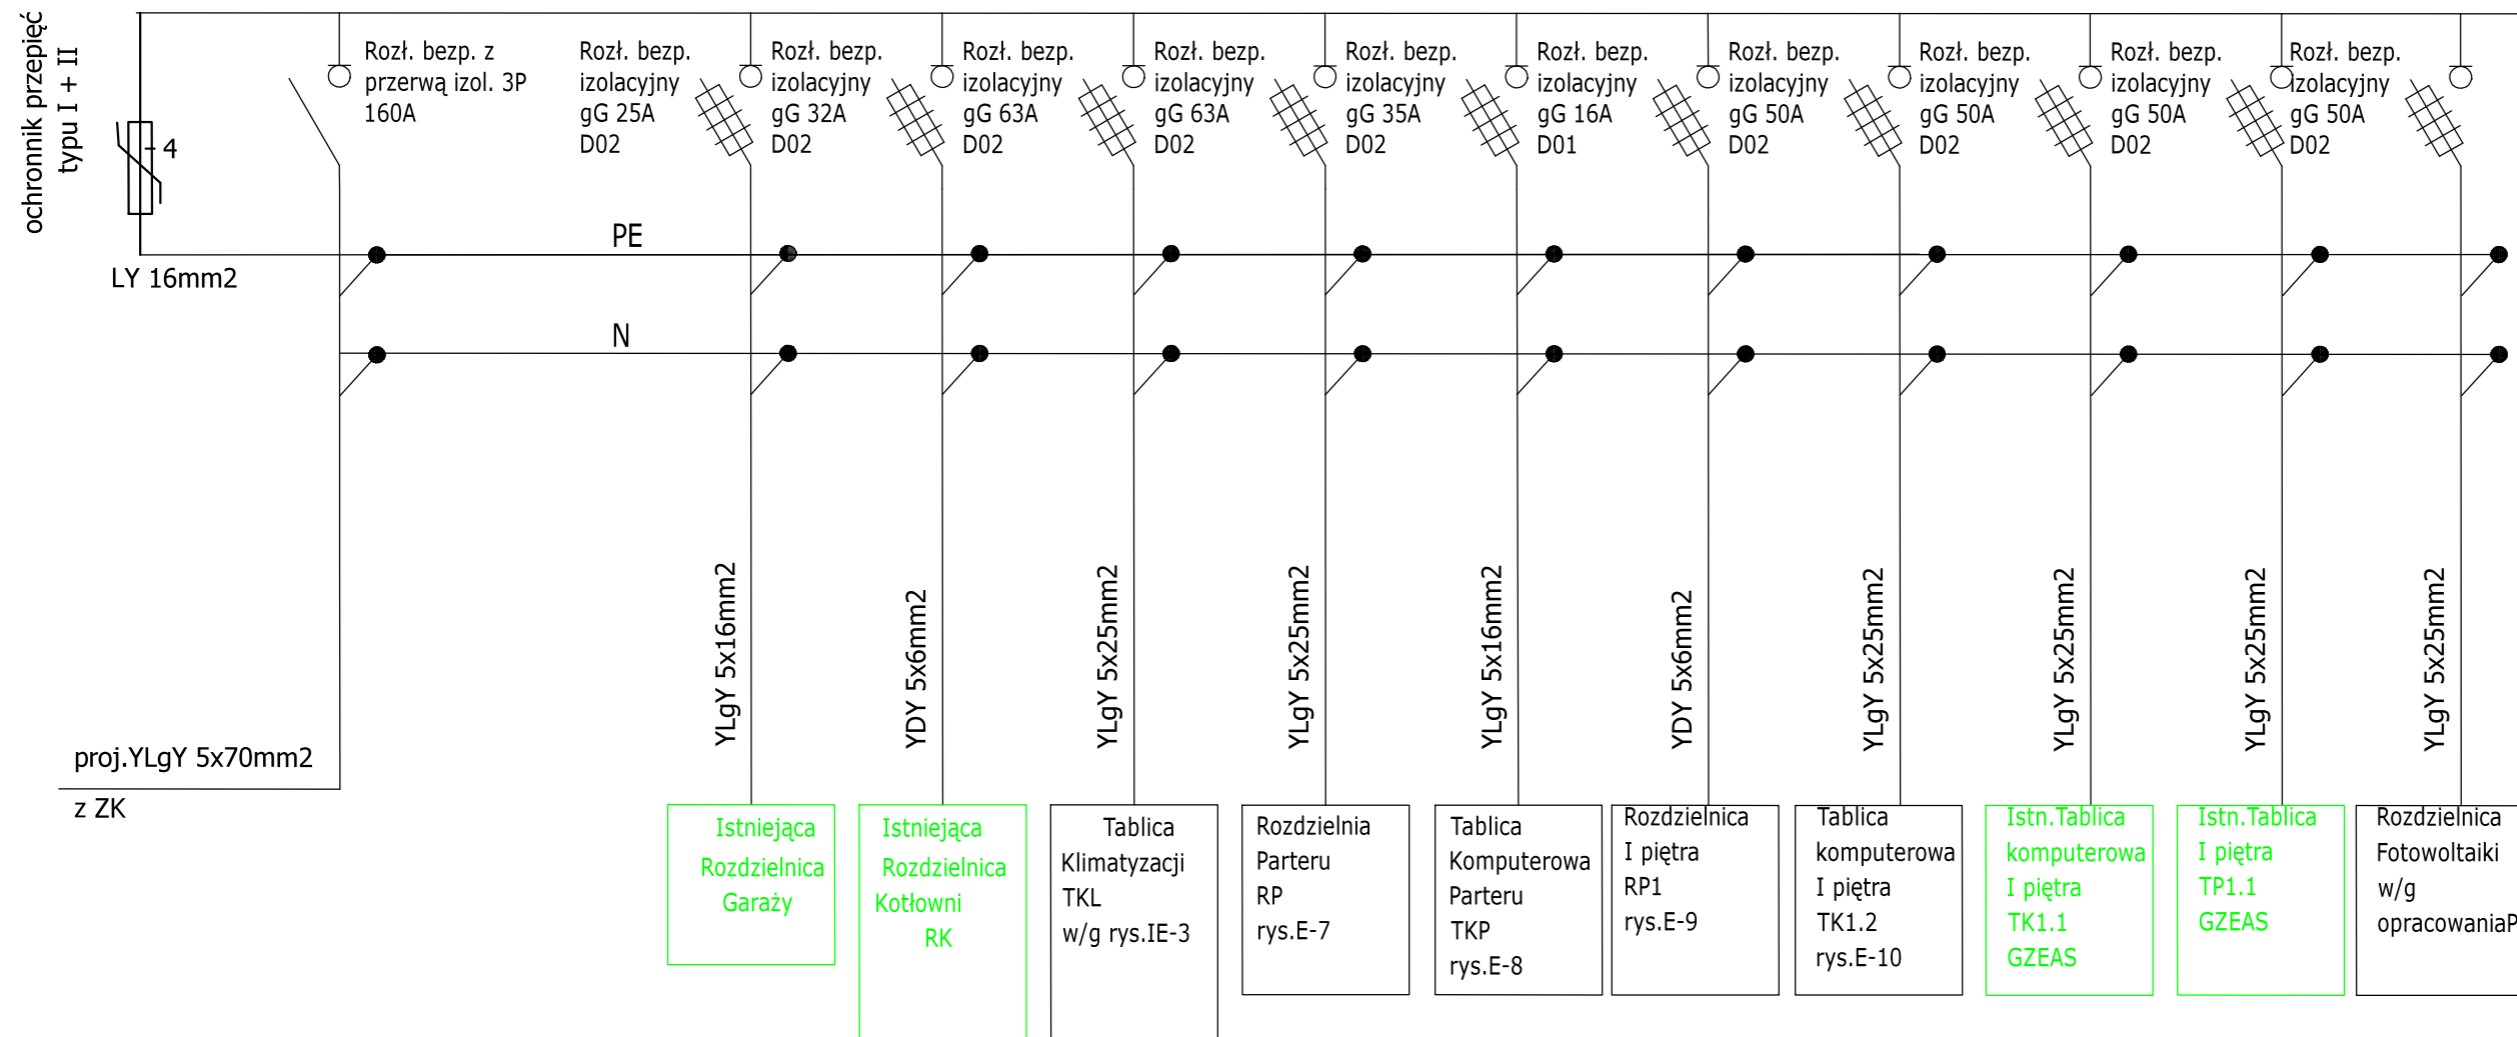 ochronnik przepięć
typu I + II
4
LY 16mm2
Rozł. bezp. z
przerwą izol. 3P
160A
Rozł. bezp.
izolacyjny
gG 25A
D02
Rozł. bezp.
izolacyjny
gG 32A
D02
Rozł. bezp.
izolacyjny
gG 63A
D02
Rozł. bezp.
izolacyjny
gG 63A
D02
Rozł. bezp.
izolacyjny
gG 35A
D02
Rozł. bezp.
izolacyjny
gG 16A
D01
Rozł. bezp.
izolacyjny
gG 50A
D02
Rozł. bezp.
izolacyjny
gG 50A
D02
Rozł. bezp.
izolacyjny
gG 50A
D02
Rozł. bezp.
izolacyjny
gG 50A
D02
PE
N
proj.YLgY 5x70mm2
z ZK
YLgY 5x16mm2
YDY 5x6mm2
YLgY 5x25mm2
YLgY 5x25mm2
YLgY 5x16mm2
YDY 5x6mm2
YLgY 5x25mm2
YLgY 5x25mm2
YLgY 5x25mm2
YLgY 5x25mm2
Istniejąca
Rozdzielnica
Garaży
Istniejąca
Rozdzielnica
Kotłowni
RK
Tablica
Klimatyzacji
TKL
w/g rys.IE-3
Rozdzielnia
Parteru
RP
rys.E-7
Tablica
Komputerowa
Parteru
TKP
rys.E-8
Rozdzielnica
I piętra
RP1
rys.E-9
Tablica
komputerowa
I piętra
TK1.2
rys.E-10
Istn.Tablica
komputerowa
I piętra
TK1.1
GZEAS
Istn.Tablica
I piętra
TP1.1
GZEAS
Rozdzielnica
Fotowoltaiki
w/g
opracowaniaP